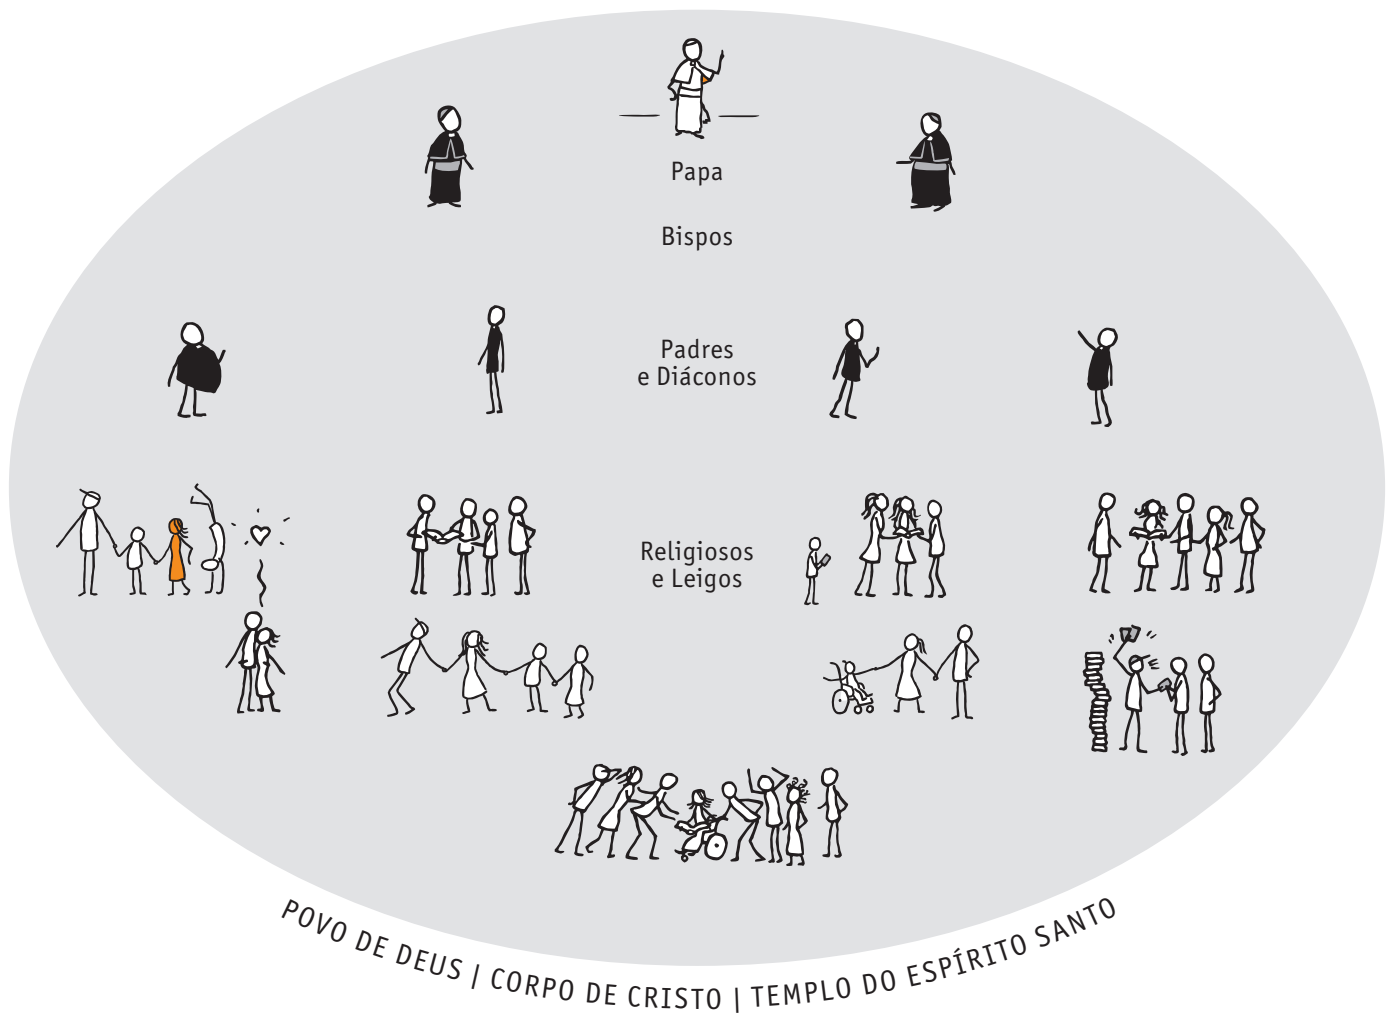 Papa
Bispos
Padres
e Diáconos
Religiosos
e Leigos
POVO DE DEUS | CORPO DE CRISTO | TEMPLO DO ESPÍRITO SANTO